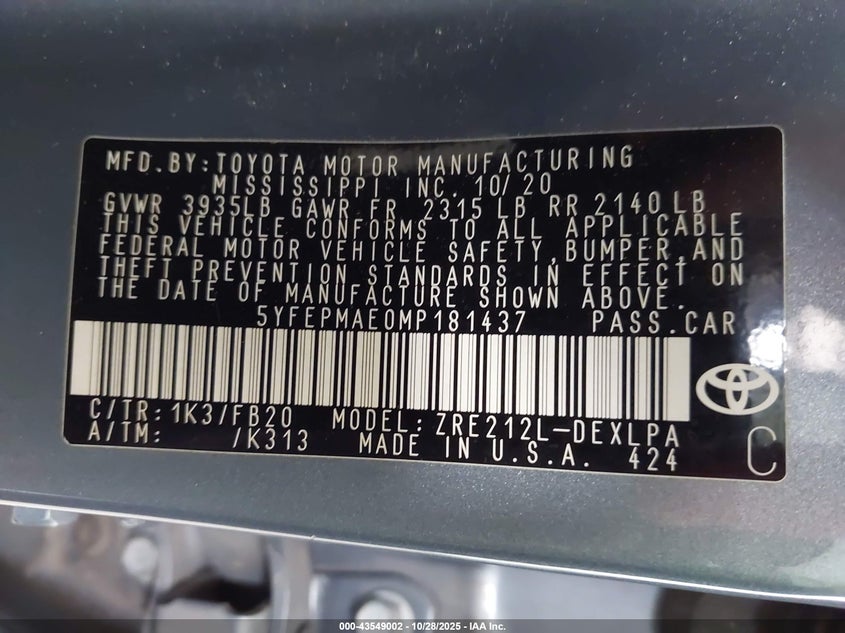 MFD.BY:TOYOTA MOTOR MANUFACTURING
MISSISSIPPI INC. 10/20
GVWR 3935LB GAWR FR 2315 LB RR 2140 LB
THIS VEHICLE CONFORMS TO ALL APPLICABLE
FEDERAL MOTOR VEHICLE SAFETY,BUMPER,AND
THEFT PREVENTION STANDARDS IN EFFECT ON
THE DATE OF MANUFACTURE SHOWN ABOVE.
5YFEPMAE0MP181437 PASS.CAR
C/TR: 1K3/FB20 MODEL: ZRE212L-DEXLPA
A/TM: /K313 MADE IN U.S.A. 424 C
000-43549002 - 10/28/2025 - IAA Inc.